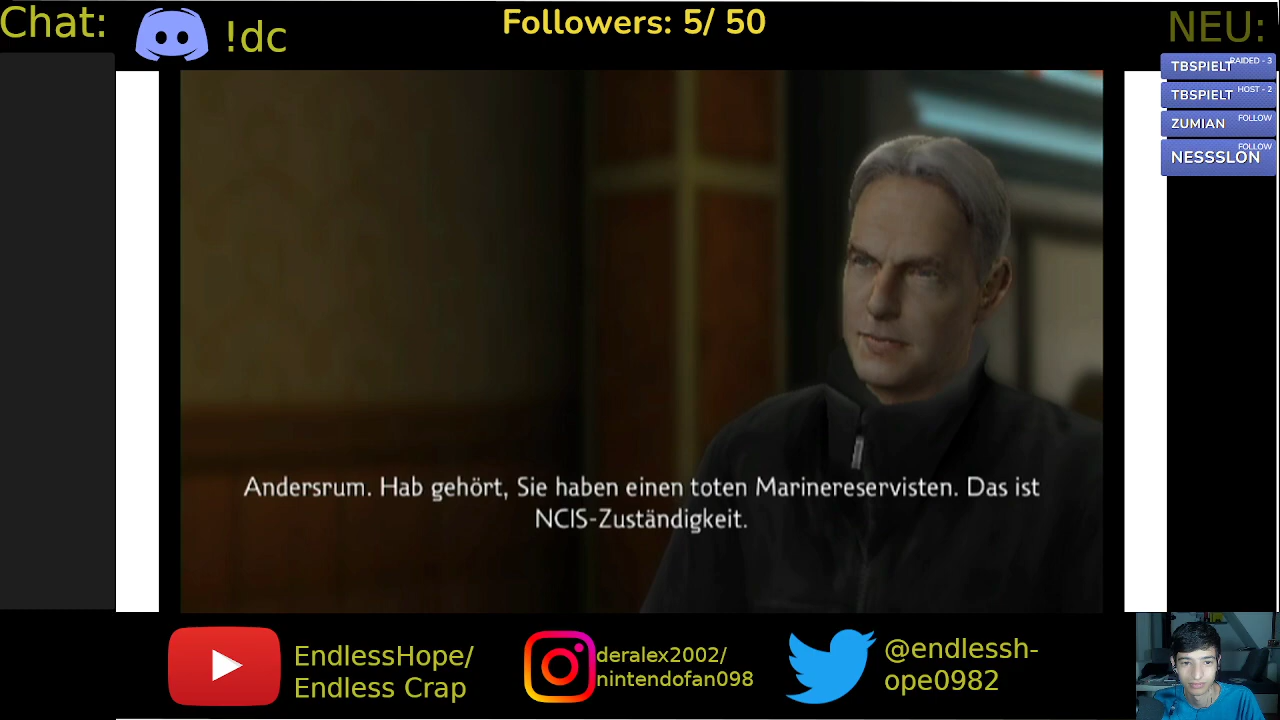 Chat:
!dc
Followers: 5/ 50
NEU:
TBSPIELT RAIDED - 3
TBSPIELT HOST - 2
ZUMIAN FOLLOW
NESSSLON FOLLOW
Andersrum. Hab gehört, Sie haben einen toten Marinereservisten. Das ist
NCIS-Zuständigkeit.
EndlessHope/
Endless Crap
deralex2002/
nintendofan098
@endlessh-
ope0982